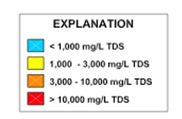 EXPLANATION
< 1,000 mg/L TDS
1,000 - 3,000 mg/L TDS
3,000 - 10,000 mg/L TDS
> 10,000 mg/L TDS